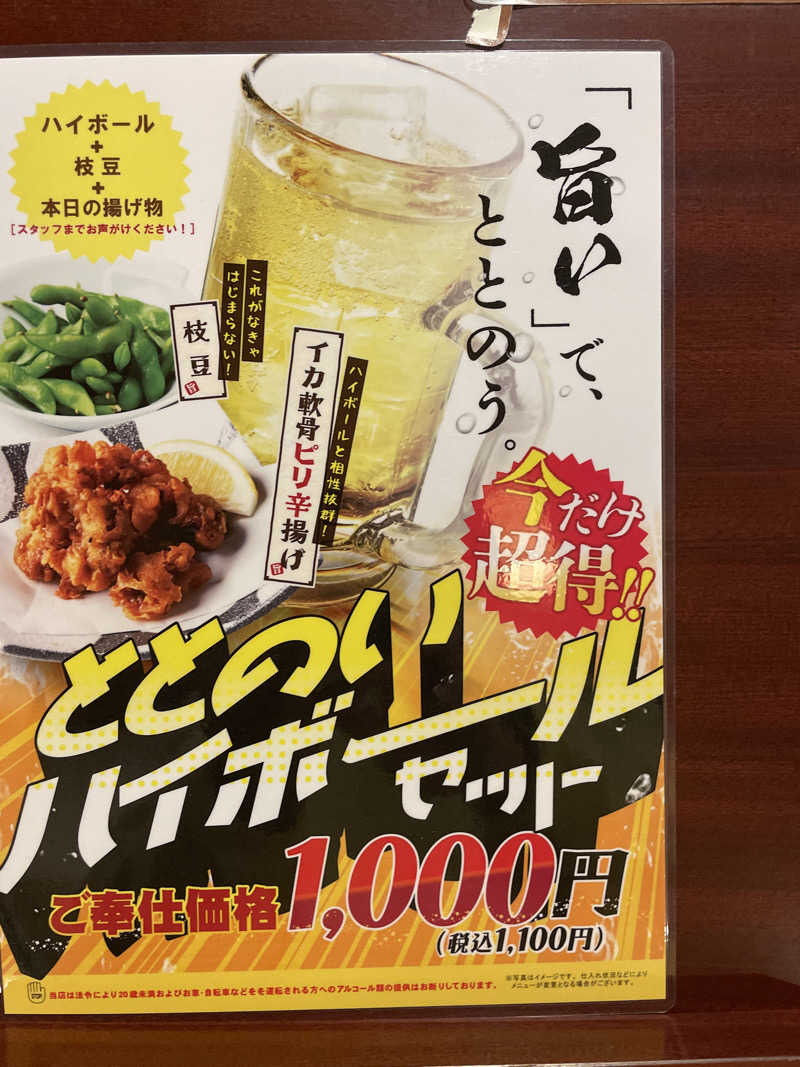 「旨い」で、
ととのう。
ハイボール
+
枝豆
+
本日の揚げ物
[スタッフまでお声がけください！]
これがなきゃ
はじまらない！
枝豆
旨
ハイボールと相性抜群！
イカ軟骨ピリ辛揚げ
旨
今だけ
超得!!
ととのい
ハイボール
セット
ご奉仕価格1,000円
(税込1,100円)
STOP
当店は法令により20歳未満およびお車・自転車などをを運転される方へのアルコール類の提供はお断りしております。
※写真はイメージです。仕入れ状況などにより
メニューが変更となる場合がございます。